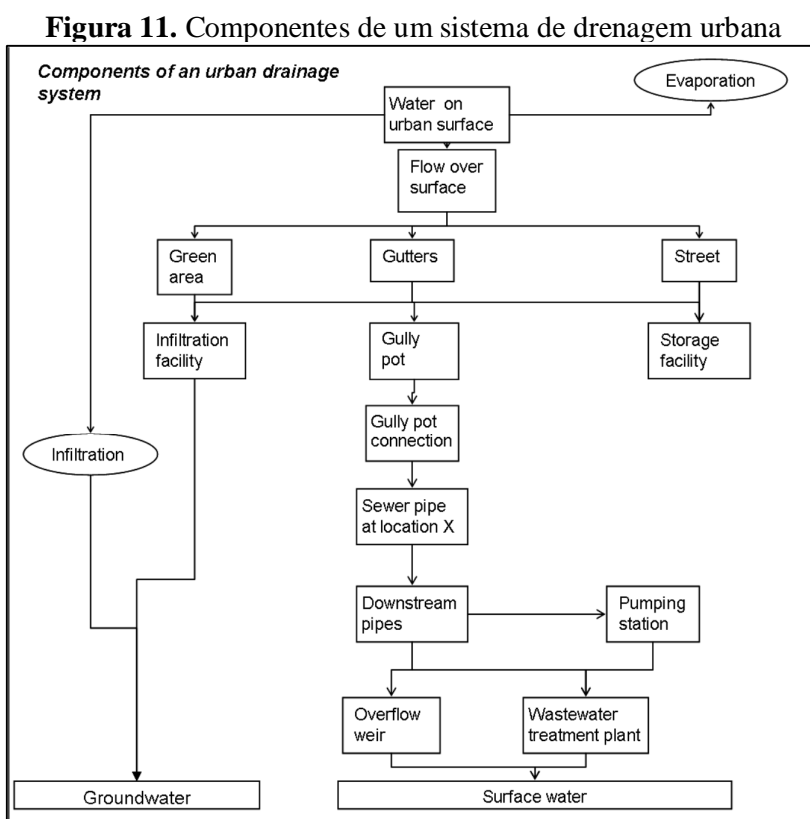 Figura 11. Componentes de um sistema de drenagem urbana
Components of an urban drainage
system
Evaporation
Water on
urban surface
Flow over
surface
Green
area
Gutters
Street
Infiltration
facility
Gully
pot
Storage
facility
Gully pot
connection
Infiltration
Sewer pipe
at location X
Downstream
pipes
Pumping
station
Overflow
weir
Wastewater
treatment plant
Groundwater
Surface water